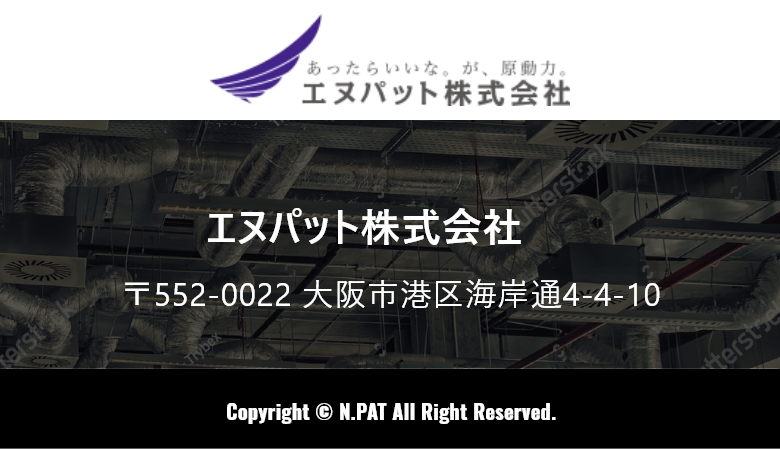 あったらいいな。が、原動力。
エヌパット株式会社
エヌパット株式会社
〒552-0022 大阪市港区海岸通4-4-10
Copyright © N.PAT All Right Reserved.